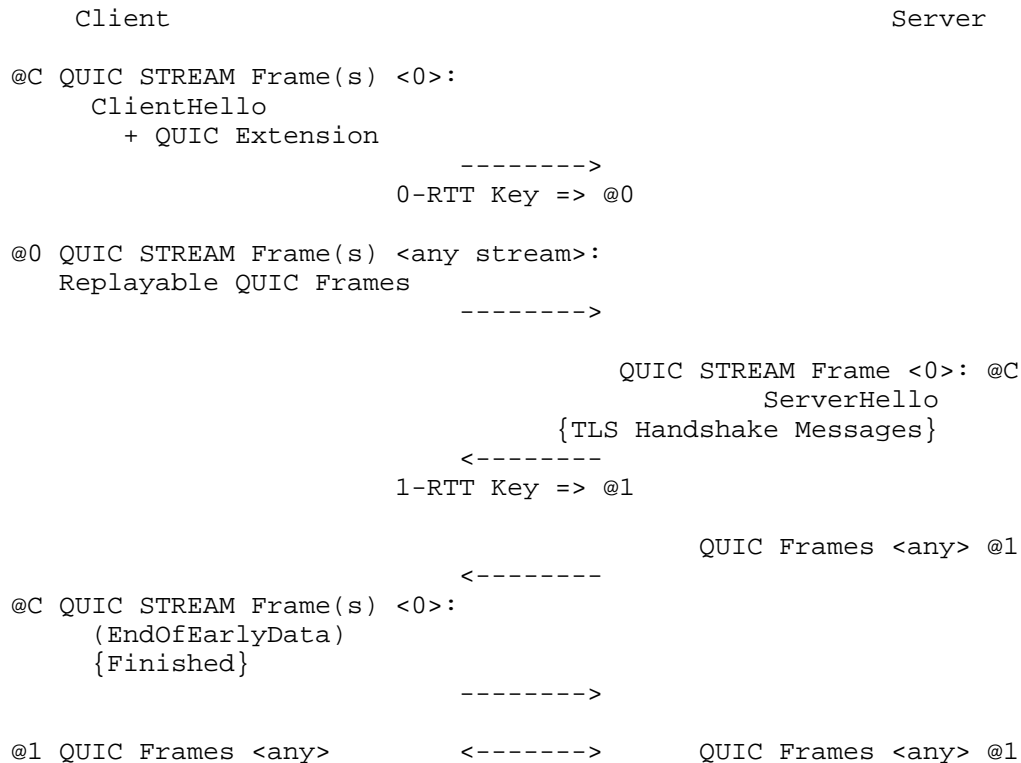 Client                                             Server

@C QUIC STREAM Frame(s) <0>:
     ClientHello
       + QUIC Extension
                            -------->
                        0-RTT Key => @0

@0 QUIC STREAM Frame(s) <any stream>:
   Replayable QUIC Frames
                            -------->

                                      QUIC STREAM Frame <0>: @C
                                               ServerHello
                                  {TLS Handshake Messages}
                            <--------
                        1-RTT Key => @1

                                           QUIC Frames <any> @1
                            <--------
@C QUIC STREAM Frame(s) <0>:
     (EndOfEarlyData)
     {Finished}
                            -------->

@1 QUIC Frames <any>        <------->      QUIC Frames <any> @1